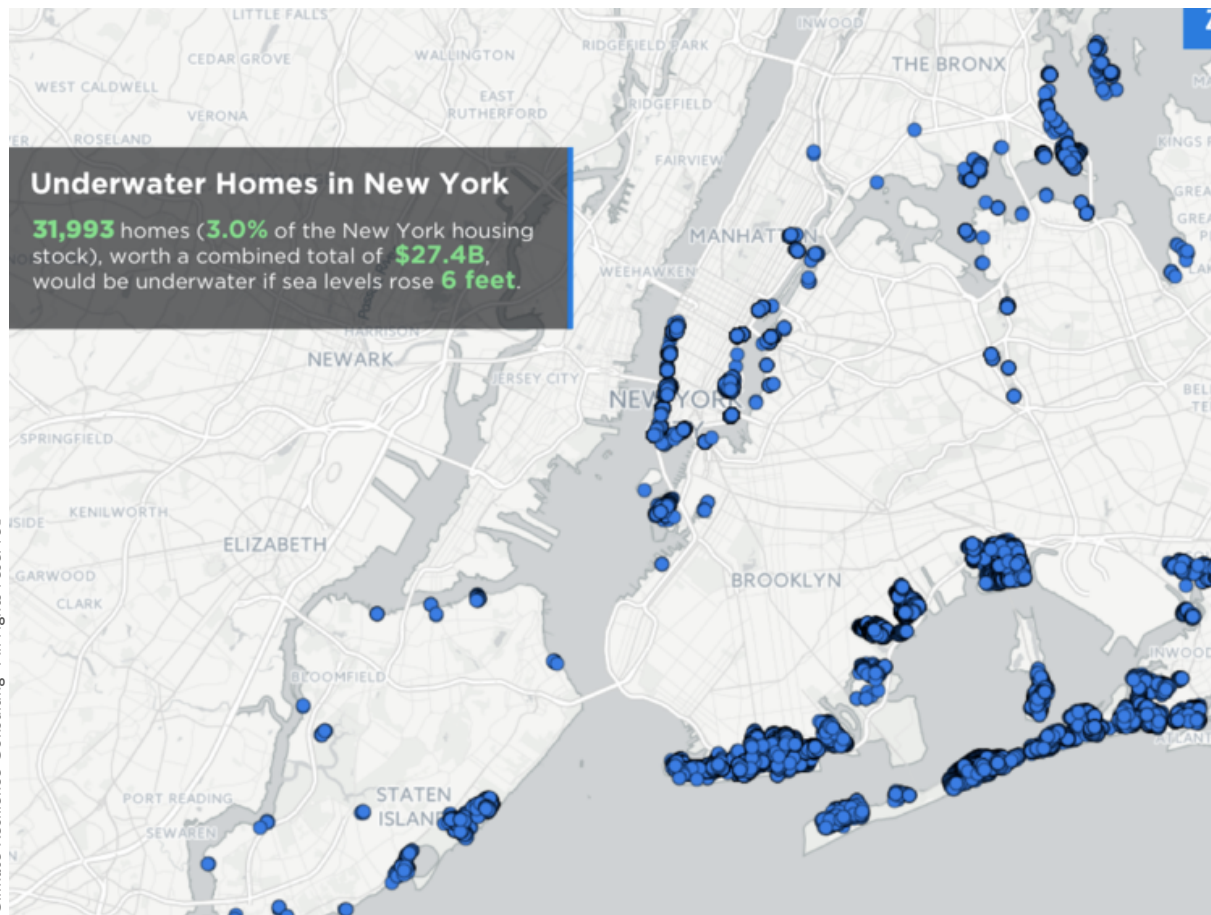 LITTLE FALLS
INWOOD
CEDAR GROVE
WALLINGTON
RIDGEFIELD PARK
THE BRONX
WEST CALDWELL
EAST
RUTHERFORD
RIDGEFIELD
VERONA
ROSELAND
KINGS
FAIRVIEW
Underwater Homes in New York
31,993 homes (3.0% of the New York housing
stock), worth a combined total of $27.4B,
would be underwater if sea levels rose 6 feet.
MANHATTAN
WEEHAWKEN
HARRISON
NEWARK
JERSEY CITY
NEW YORK
SPRINGFIELD
KENILWORTH
ELIZABETH
GARWOOD
CLARK
BROOKLYN
INWOOD
BLOOMFIELD
PORT READING
STATEN
ISLAND
SEWAREN